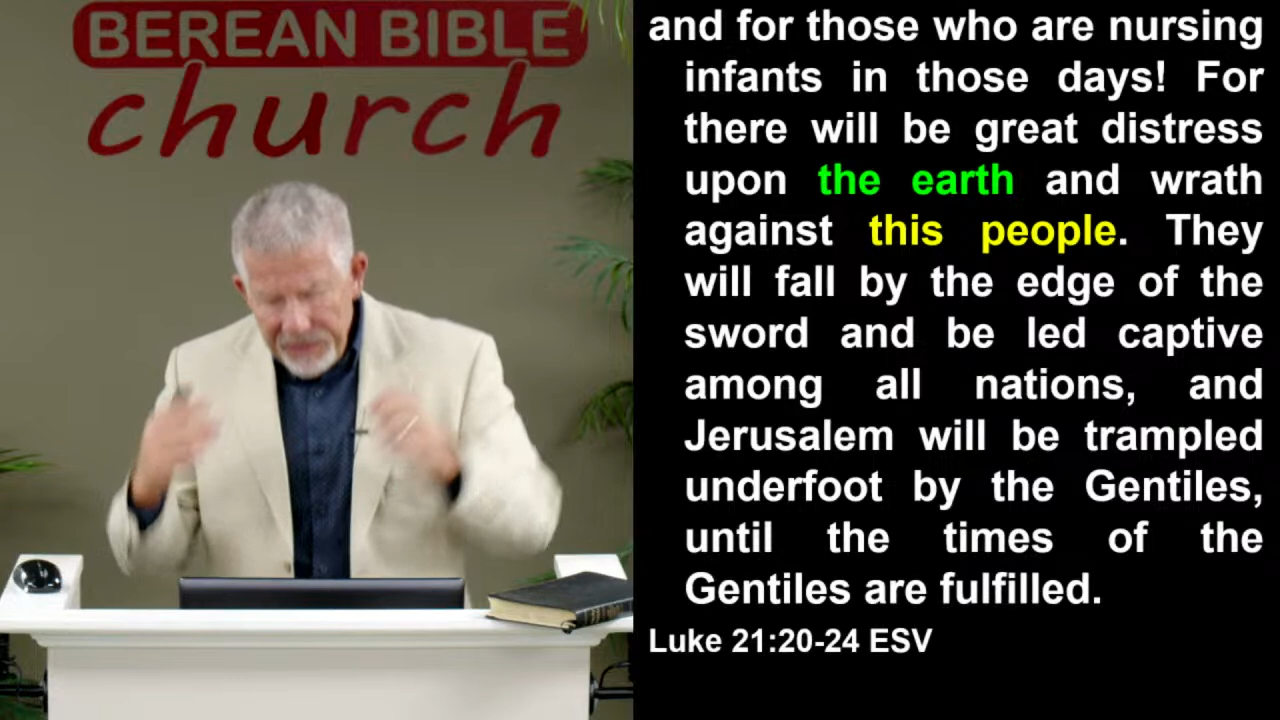 BEREAN BIBLE
church
and for those who are nursing
infants in those days! For
there will be great distress
upon the earth and wrath
against this people. They
will fall by the edge of the
sword and be led captive
among all nations, and
Jerusalem will be trampled
underfoot by the Gentiles,
until the times of the
Gentiles are fulfilled.
Luke 21:20-24 ESV